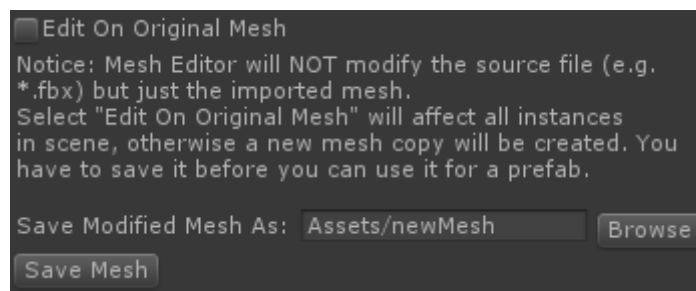 Edit On Original Mesh
Notice: Mesh Editor will NOT modify the source file (e.g.
*.fbx) but just the imported mesh.
Select "Edit On Original Mesh" will affect all instances
in scene, otherwise a new mesh copy will be created. You
have to save it before you can use it for a prefab.
Save Modified Mesh As: Assets/newMesh Browse
Save Mesh